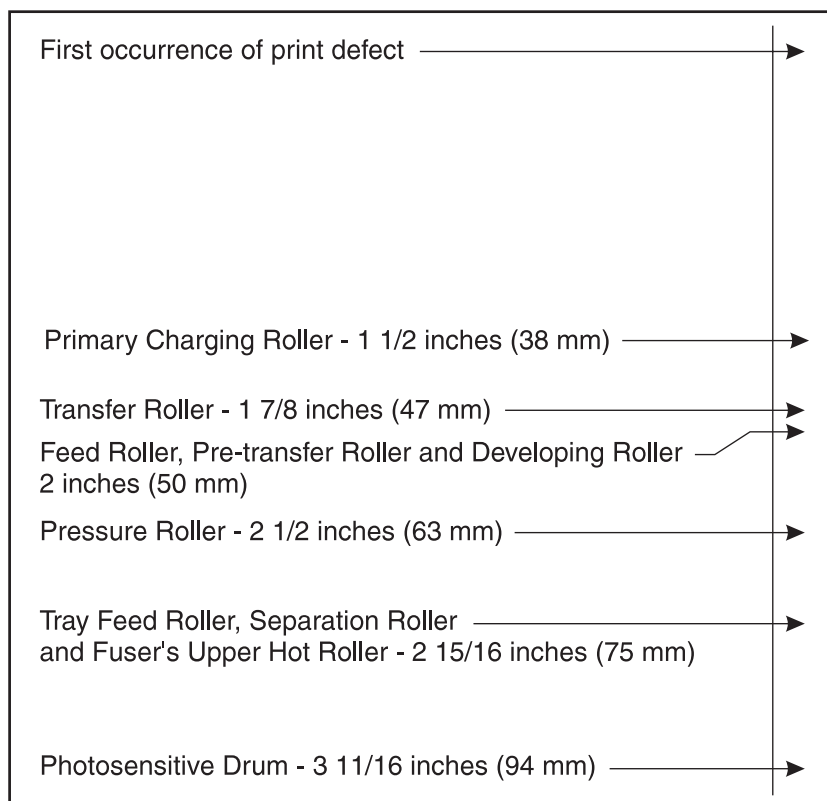 First occurrence of print defect
Primary Charging Roller - 1 1/2 inches (38 mm)
Transfer Roller - 1 7/8 inches (47 mm)
Feed Roller, Pre-transfer Roller and Developing Roller
2 inches (50 mm)
Pressure Roller - 2 1/2 inches (63 mm)
Tray Feed Roller, Separation Roller
and Fuser's Upper Hot Roller - 2 15/16 inches (75 mm)
Photosensitive Drum - 3 11/16 inches (94 mm)